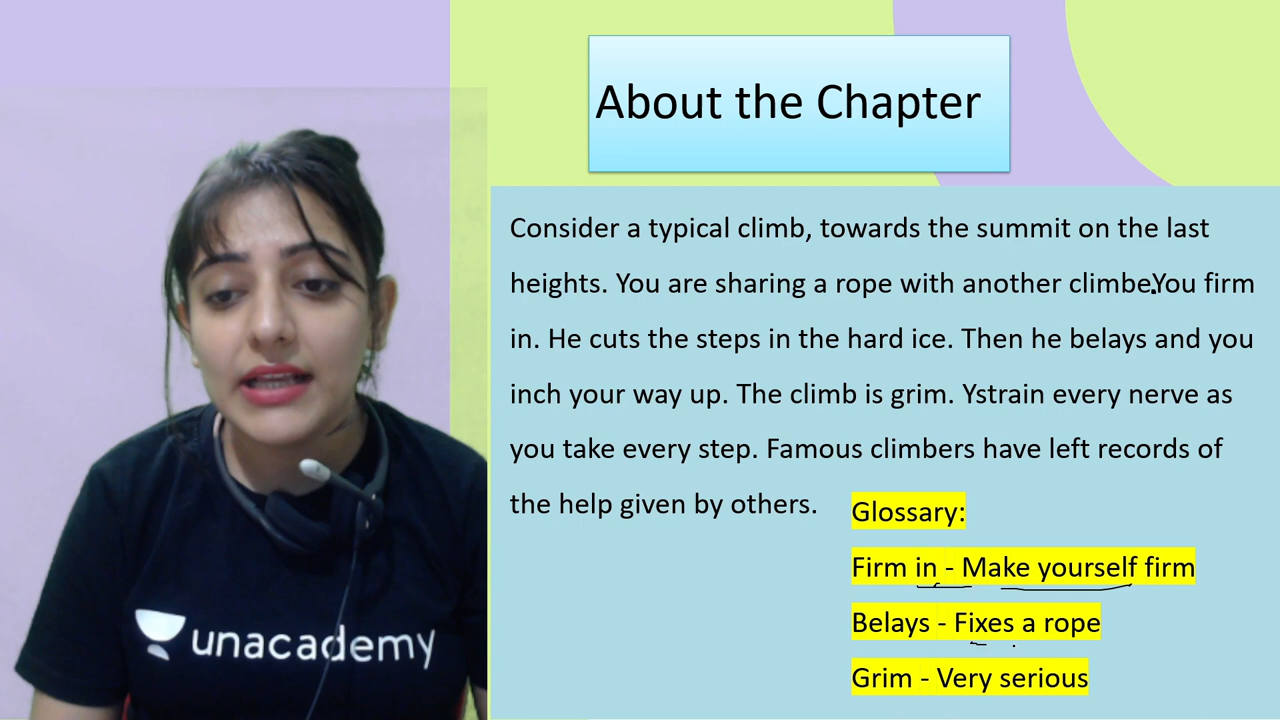 About the Chapter
Consider a typical climb, towards the summit on the last
heights. You are sharing a rope with another climbe.You firm
in. He cuts the steps in the hard ice. Then he belays and you
inch your way up. The climb is grim. Ystrain every nerve as
you take every step. Famous climbers have left records of
the help given by others.
Glossary:
Firm in - Make yourself firm
Belays - Fixes a rope
Grim - Very serious
unacademy